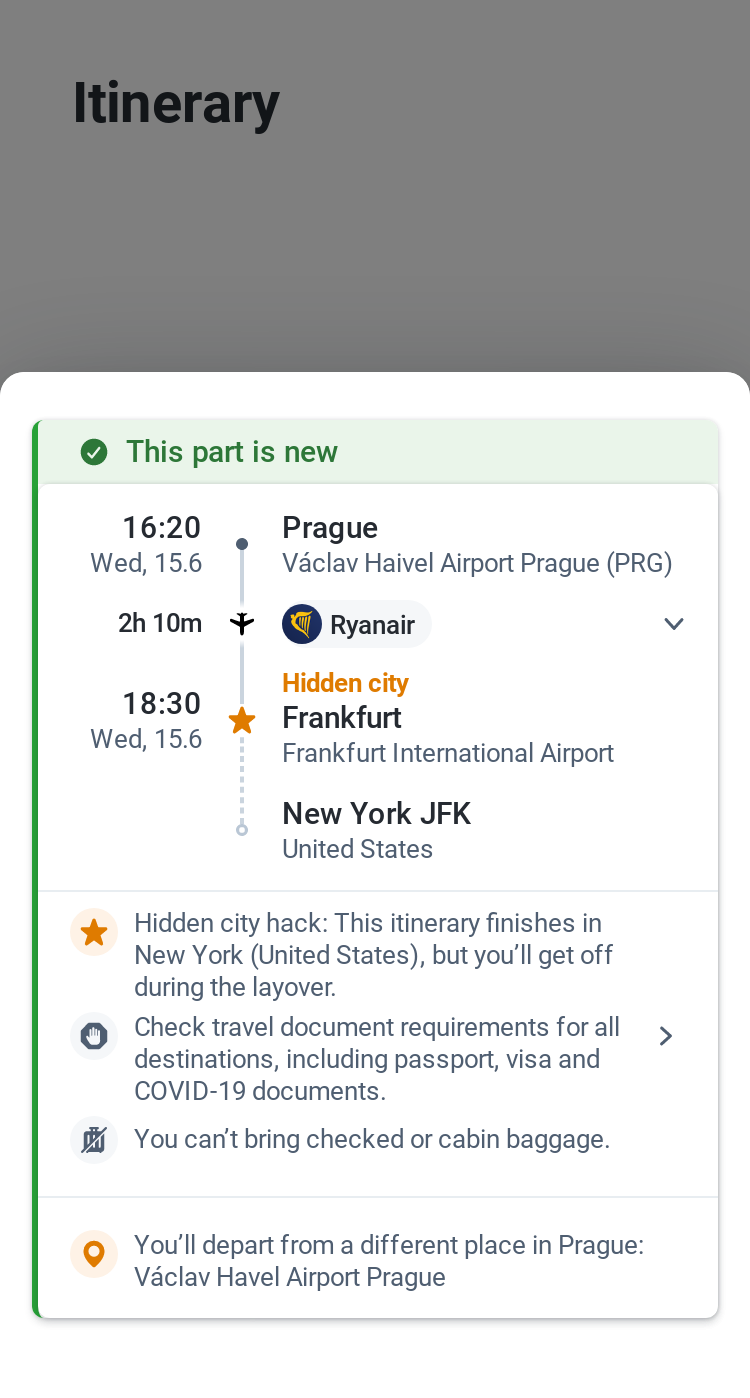 Itinerary
This part is new
16:20
Prague
Wed, 15.6
Václav Haivel Airport Prague (PRG)
2h 10m
Ryanair
Hidden city
18:30
Frankfurt
Wed, 15.6
Frankfurt International Airport
New York JFK
United States
Hidden city hack: This itinerary finishes in
New York (United States), but you’ll get off
during the layover.
Check travel document requirements for all
destinations, including passport, visa and
COVID-19 documents.
You can’t bring checked or cabin baggage.
You’ll depart from a different place in Prague:
Václav Havel Airport Prague